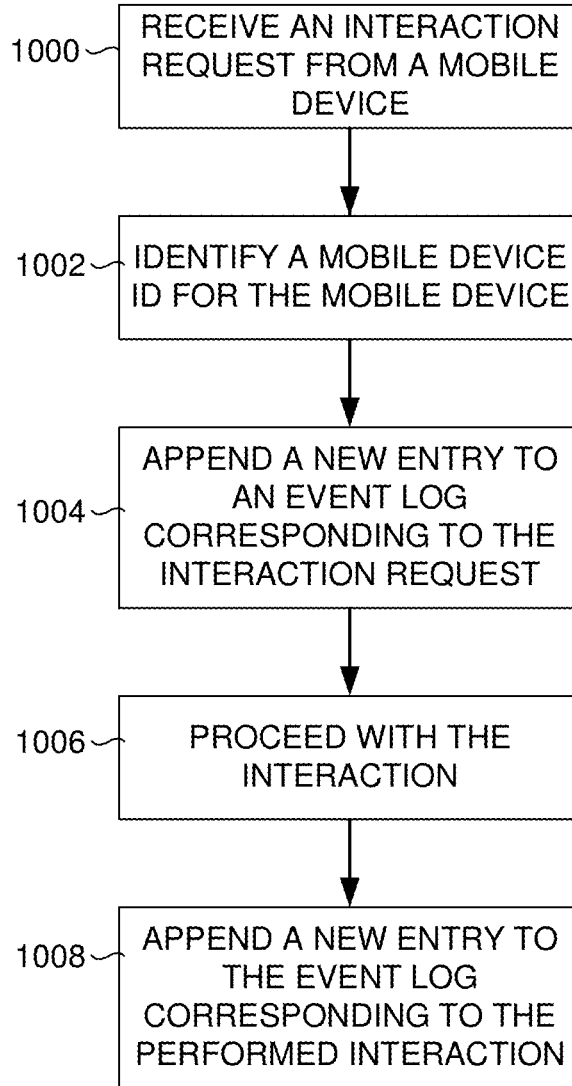 1000
RECEIVE AN INTERACTION
REQUEST FROM A MOBILE
DEVICE
1002
IDENTIFY A MOBILE DEVICE
ID FOR THE MOBILE DEVICE
1004
APPEND A NEW ENTRY TO
AN EVENT LOG
CORRESPONDING TO THE
INTERACTION REQUEST
1006
PROCEED WITH THE
INTERACTION
1008
APPEND A NEW ENTRY TO
THE EVENT LOG
CORRESPONDING TO THE
PERFORMED INTERACTION